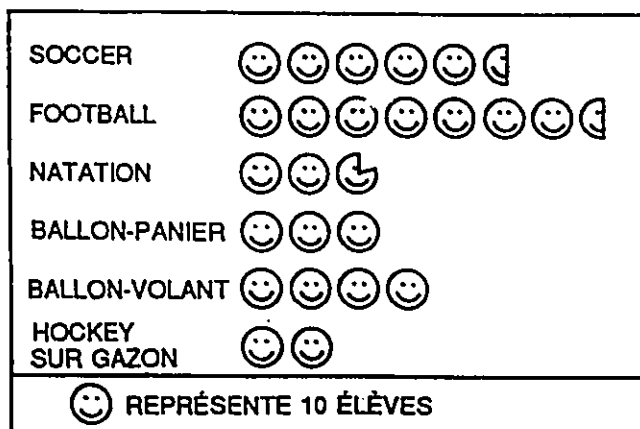 SOCCER
FOOTBALL
NATATION
BALLON-PANIER
BALLON-VOLANT
HOCKEY
SUR GAZON
REPRÉSENTE 10 ÉLÈVES